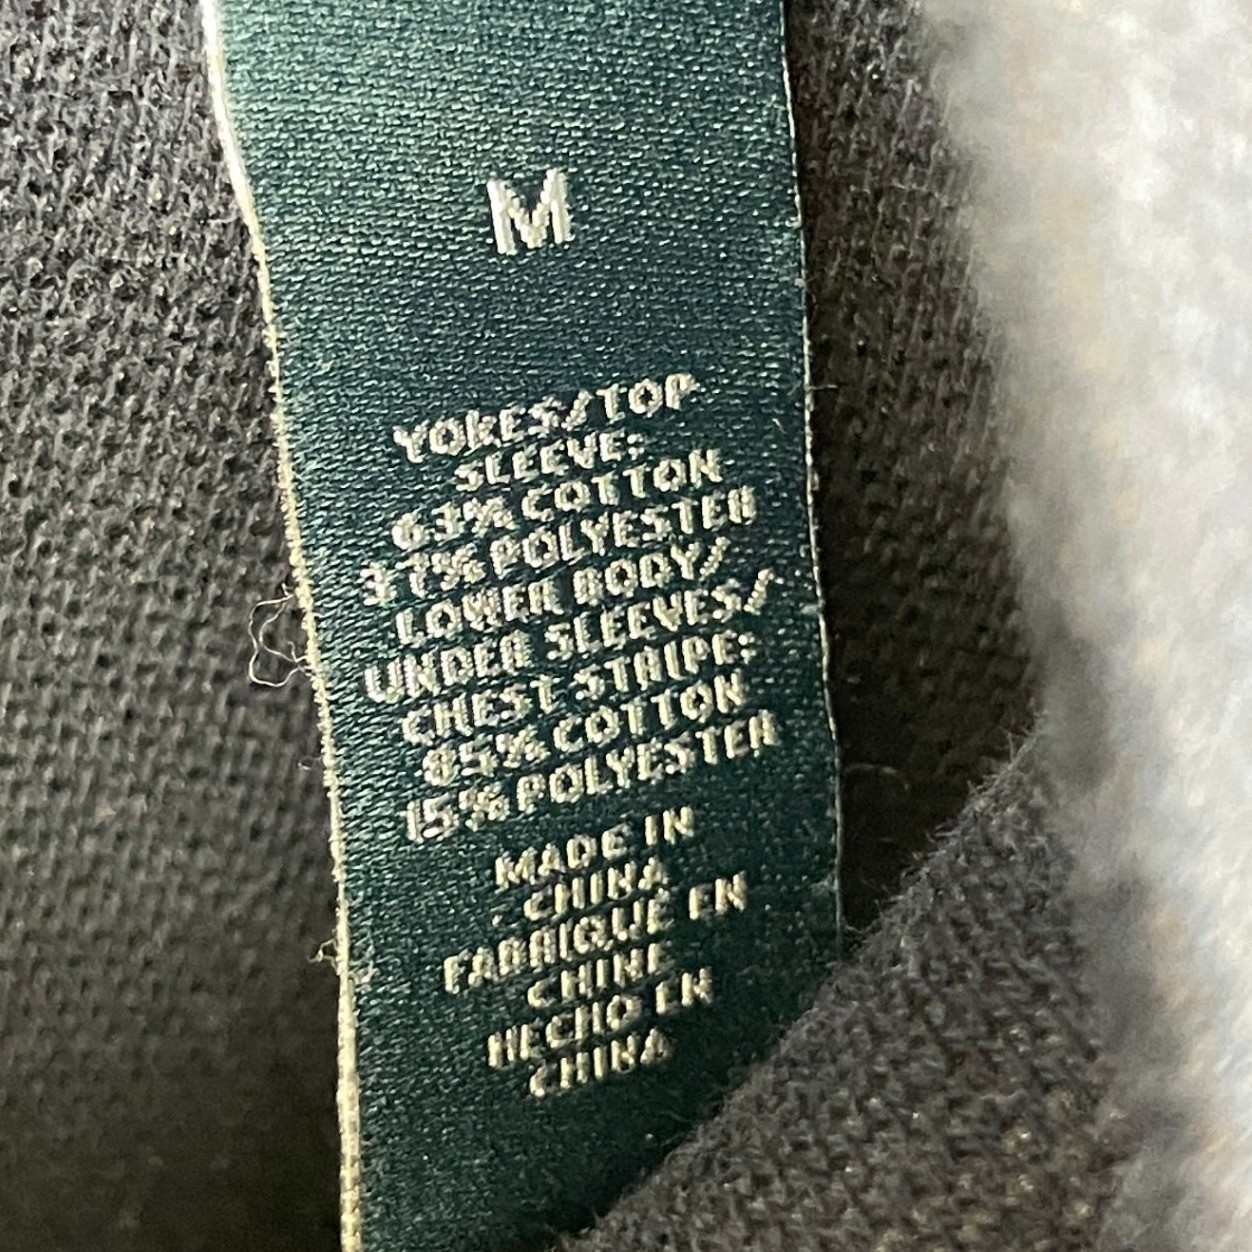 M
YOKES/TOP
SLEEVE:
63% COTTON
37% POLYESTER
LOWER BODY/
UNDER SLEEVES/
CHEST STRIPE:
85% COTTON
15% POLYESTER
MADE IN
CHINA
FABRIQUÉ EN
CHINE
HECHO EN
CHINA